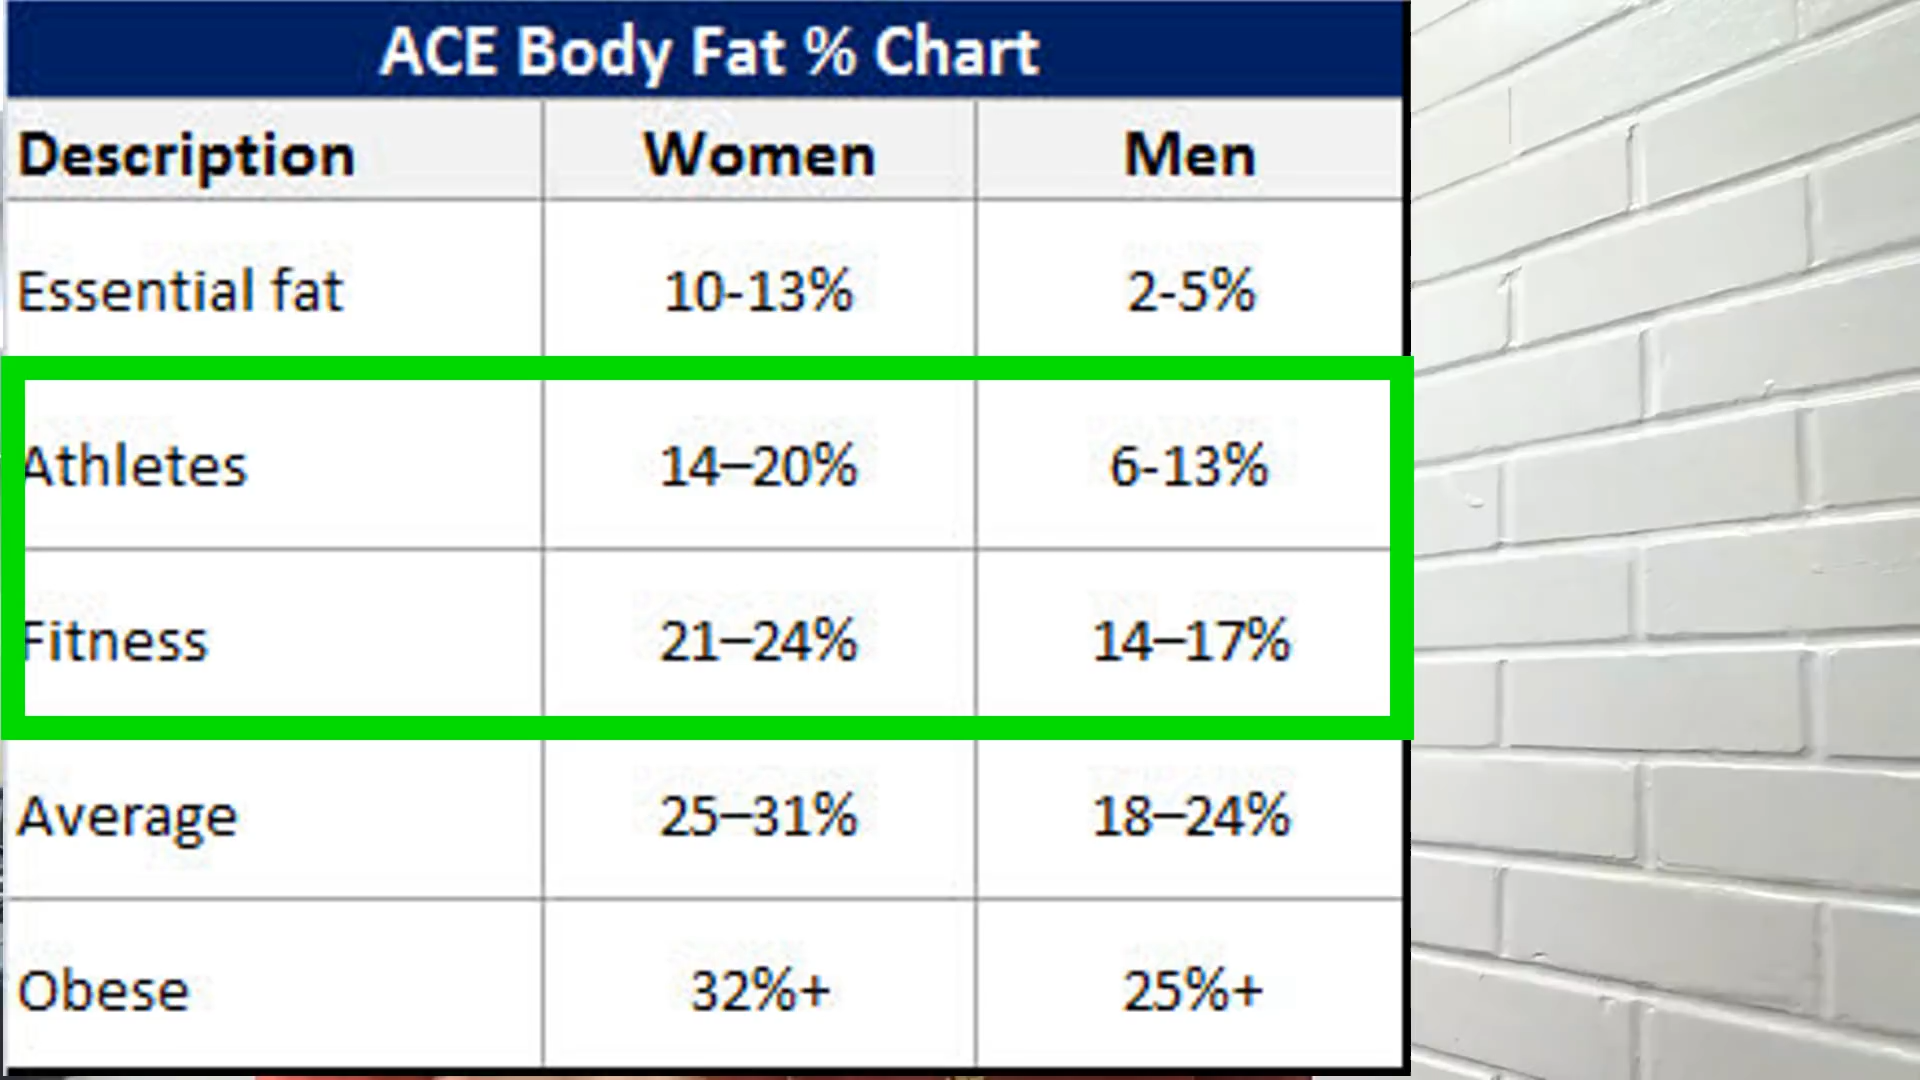 ACE Body Fat % Chart
Description Women Men
Essential fat 10-13% 2-5%
Athletes 14–20% 6-13%
Fitness 21–24% 14–17%
Average 25–31% 18–24%
Obese 32%+ 25%+